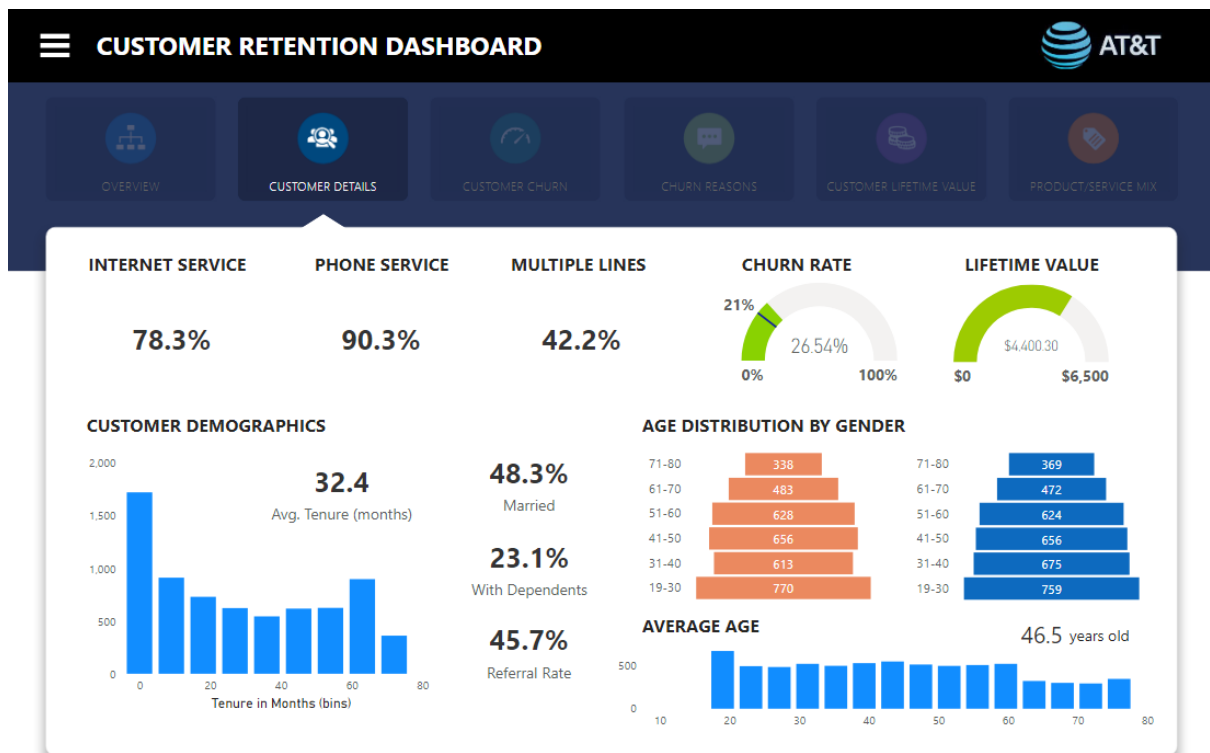 CUSTOMER RETENTION DASHBOARD
AT&T
OVERVIEW
CUSTOMER DETAILS
CUSTOMER CHURN
CHURN REASONS
CUSTOMER LIFETIME VALUE
PRODUCT/SERVICE MIX
INTERNET SERVICE
78.3%
PHONE SERVICE
90.3%
MULTIPLE LINES
42.2%
CHURN RATE
21%
26.54%
0%
100%
LIFETIME VALUE
$4,400.30
$0
$6,500
CUSTOMER DEMOGRAPHICS
2,000
1,500
1,000
500
0
0 20 40 60 80
Tenure in Months (bins)
32.4
Avg. Tenure (months)
48.3%
Married
23.1%
With Dependents
45.7%
Referral Rate
AGE DISTRIBUTION BY GENDER
71-80 338
61-70 483
51-60 628
41-50 656
31-40 613
19-30 770
71-80 369
61-70 472
51-60 624
41-50 656
31-40 675
19-30 759
AVERAGE AGE
46.5 years old
500
0
10 20 30 40 50 60 70 80